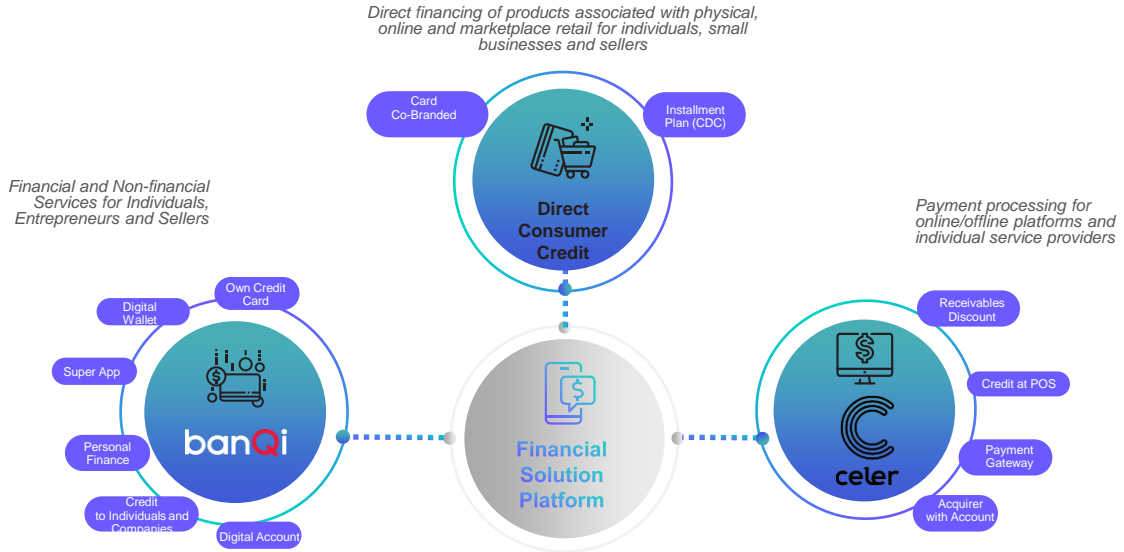 Direct financing of products associated with physical,
online and marketplace retail for individuals, small
businesses and sellers
Card
Co-Branded
Installment
Plan (CDC)
Direct
Consumer
Credit
Financial and Non-financial
Services for Individuals,
Entrepreneurs and Sellers
Payment processing for
online/offline platforms and
individual service providers
Own Credit
Card
Digital
Wallet
Super App
Personal
Finance
Credit
to Individuals and
Companies
Digital Account
banQi
Financial
Solution
Platform
Receivables
Discount
Credit at POS
Payment
Gateway
Acquirer
with Account
celer